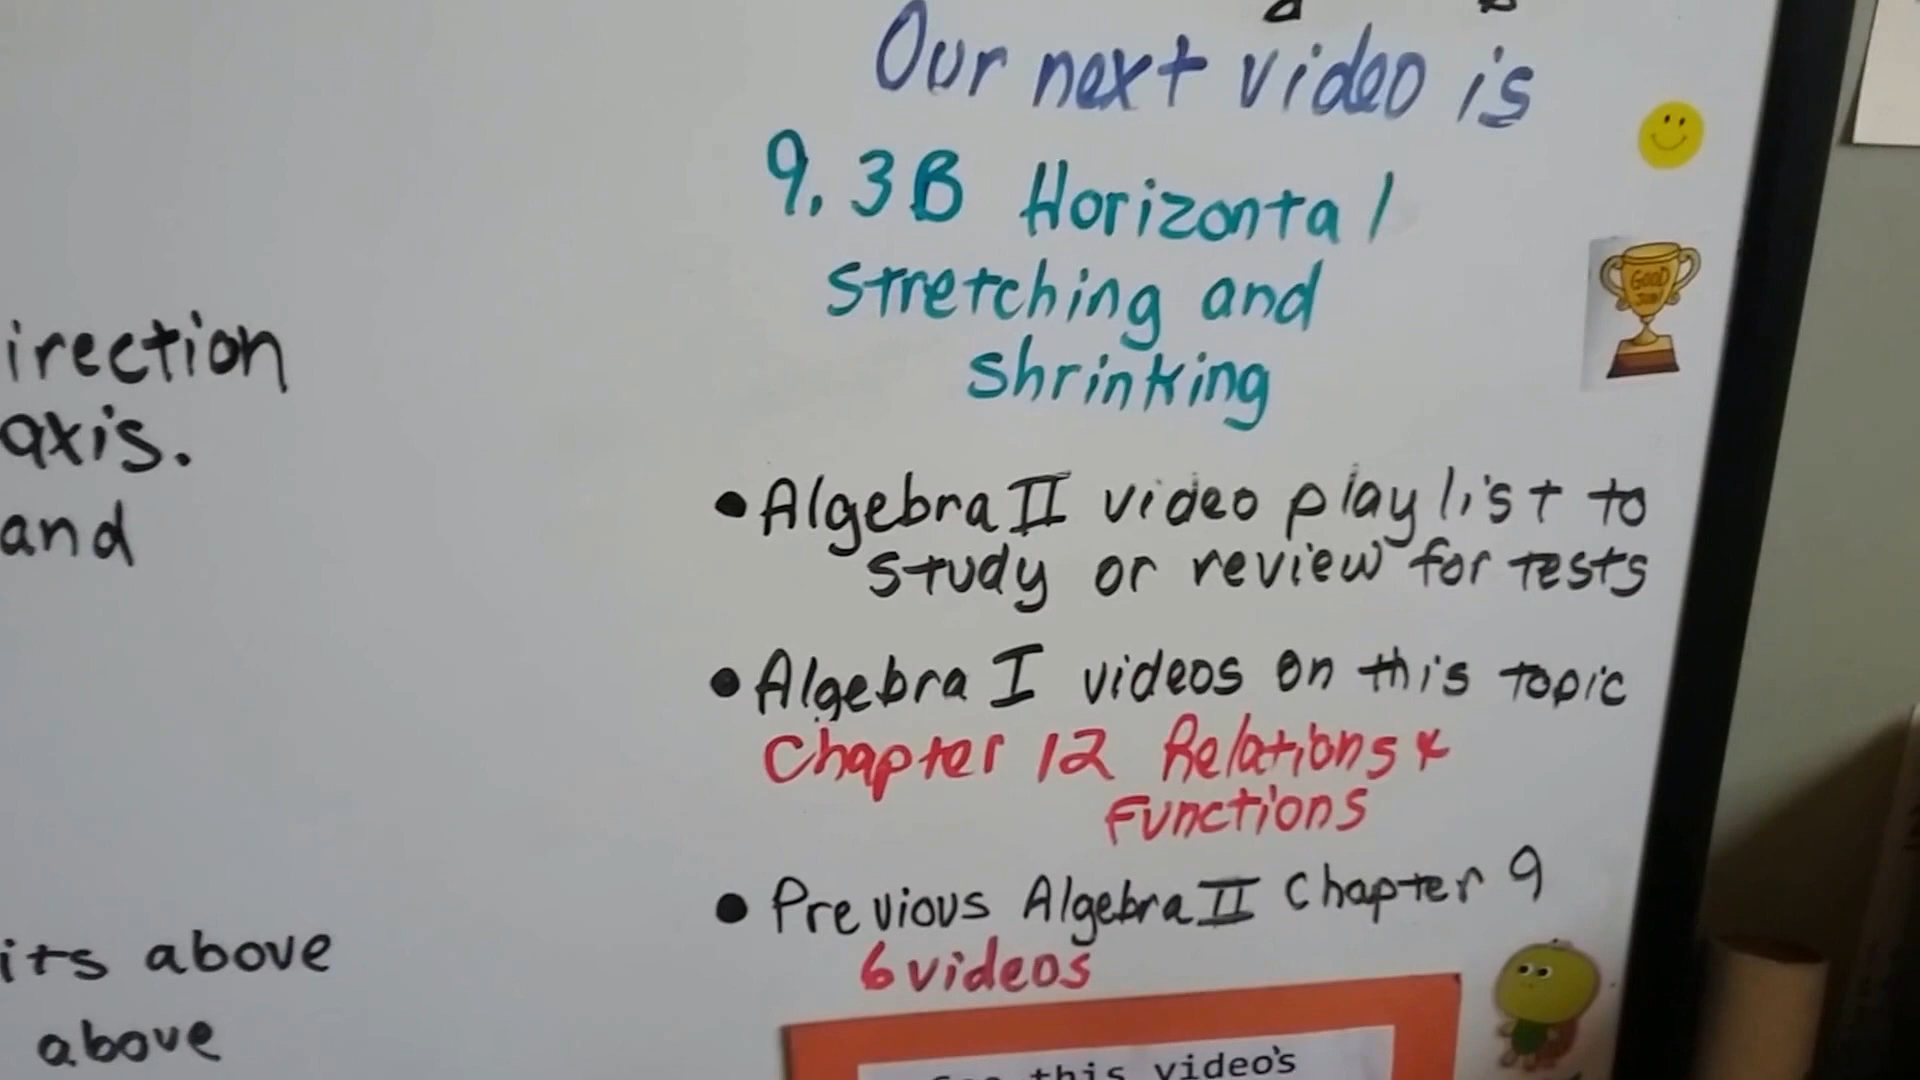 Our next video is
9.3B Horizontal
stretching and
shrinking
GOOD
JOB!
irection
axis.
and
• Algebra II video playlist to
study or review for tests
• Algebra I videos on this topic
Chapter 12 Relations &
Functions
• Previous Algebra II Chapter 9
6 videos
its above
above
this video's